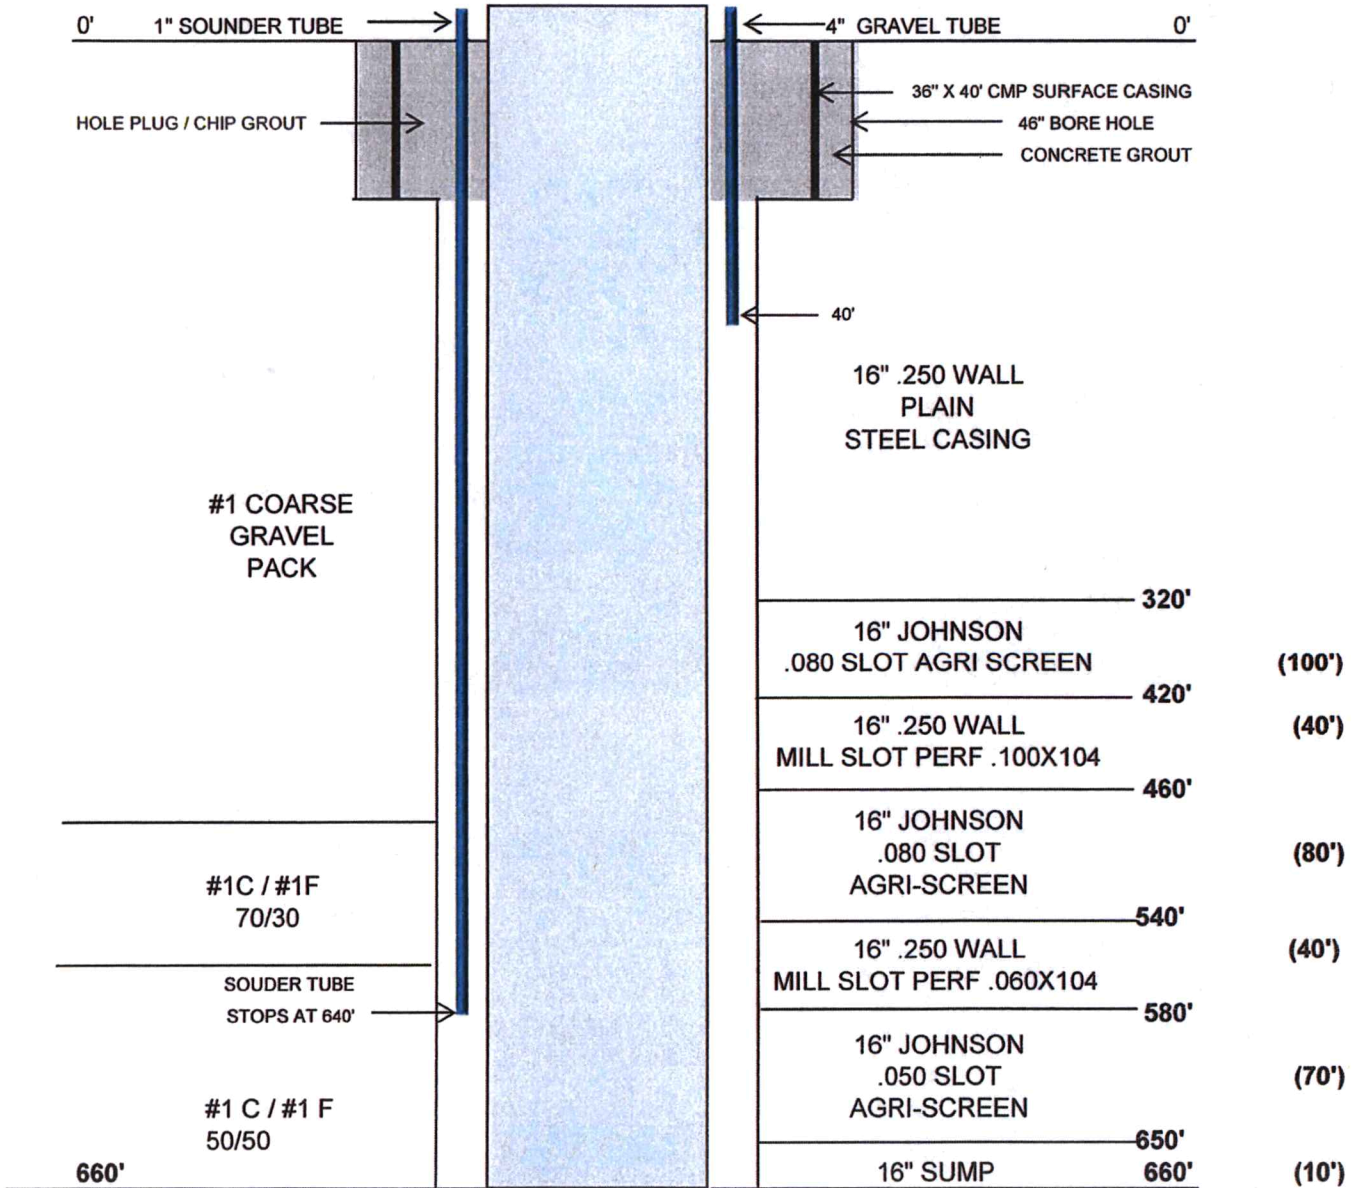 0' 1" SOUNDER TUBE 4" GRAVEL TUBE 0'
36" X 40' CMP SURFACE CASING
HOLE PLUG / CHIP GROUT 46" BORE HOLE
CONCRETE GROUT
40'
16" .250 WALL
PLAIN
STEEL CASING
#1 COARSE
GRAVEL
PACK
320'
16" JOHNSON
.080 SLOT AGRI SCREEN (100')
420'
16" .250 WALL (40')
MILL SLOT PERF .100X104
460'
16" JOHNSON
.080 SLOT (80')
AGRI-SCREEN
#1C / #1F
70/30
540'
16" .250 WALL (40')
MILL SLOT PERF .060X104
SOUDER TUBE
STOPS AT 640'
580'
16" JOHNSON
.050 SLOT (70')
AGRI-SCREEN
#1 C / #1 F
50/50
650'
660' 16" SUMP 660' (10')